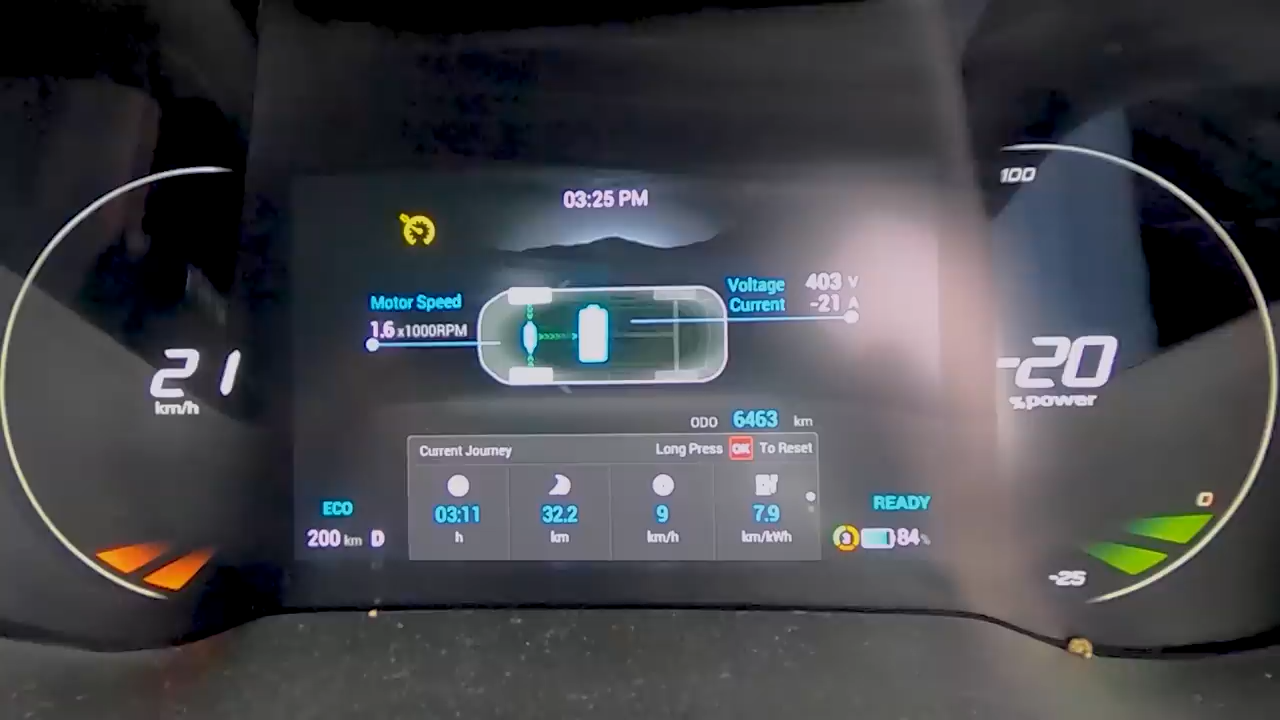 03:25 PM
100
Voltage 403 V
Current -21 A
Motor Speed
1.6 x1000RPM
21
km/h
-20
% power
ODO 6463 km
Current Journey Long Press OK To Reset
03:11 32.2 9 7.9
h km km/h km/kWh
ECO
READY
0
200 km D
3
84%
-25